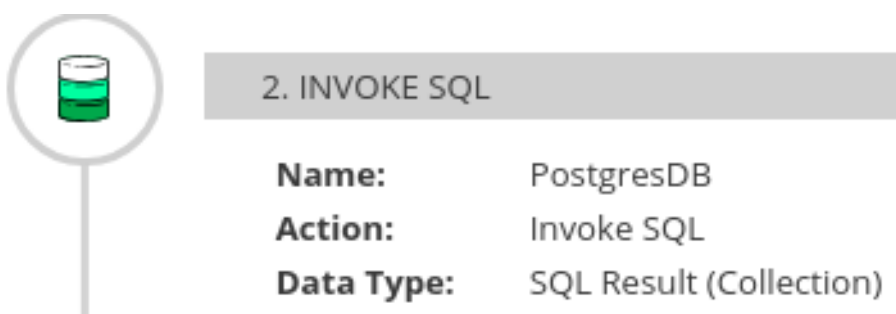 2. INVOKE SQL
Name: PostgresDB
Action: Invoke SQL
Data Type: SQL Result (Collection)